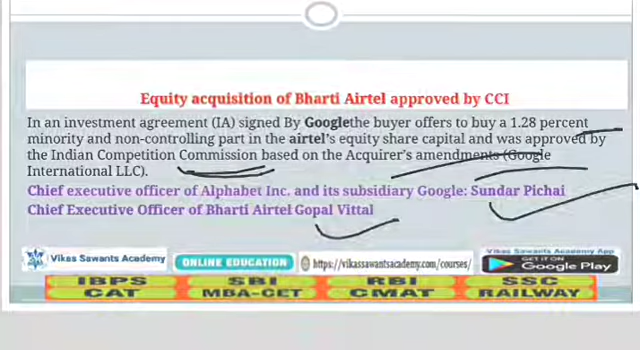 Equity acquisition of Bharti Airtel approved by CCI
In an investment agreement (IA) signed By Googlethe buyer offers to buy a 1.28 percent
minority and non-controlling part in the airtel's equity share capital and was approved by
the Indian Competition Commission based on the Acquirer's amendments (Google
International LLC).
Chief executive officer of Alphabet Inc. and its subsidiary Google: Sundar Pichai
Chief Executive Officer of Bharti Airtel Gopal Vittal
Vikas Sawants Academy
ONLINE EDUCATION
https://vikassawantsacademy.com/courses/
Vikas Sawants Academy App
GET IT ON
Google Play
IBPS SBI RBI SSC
CAT MBA-CET CMAT RAILWAY